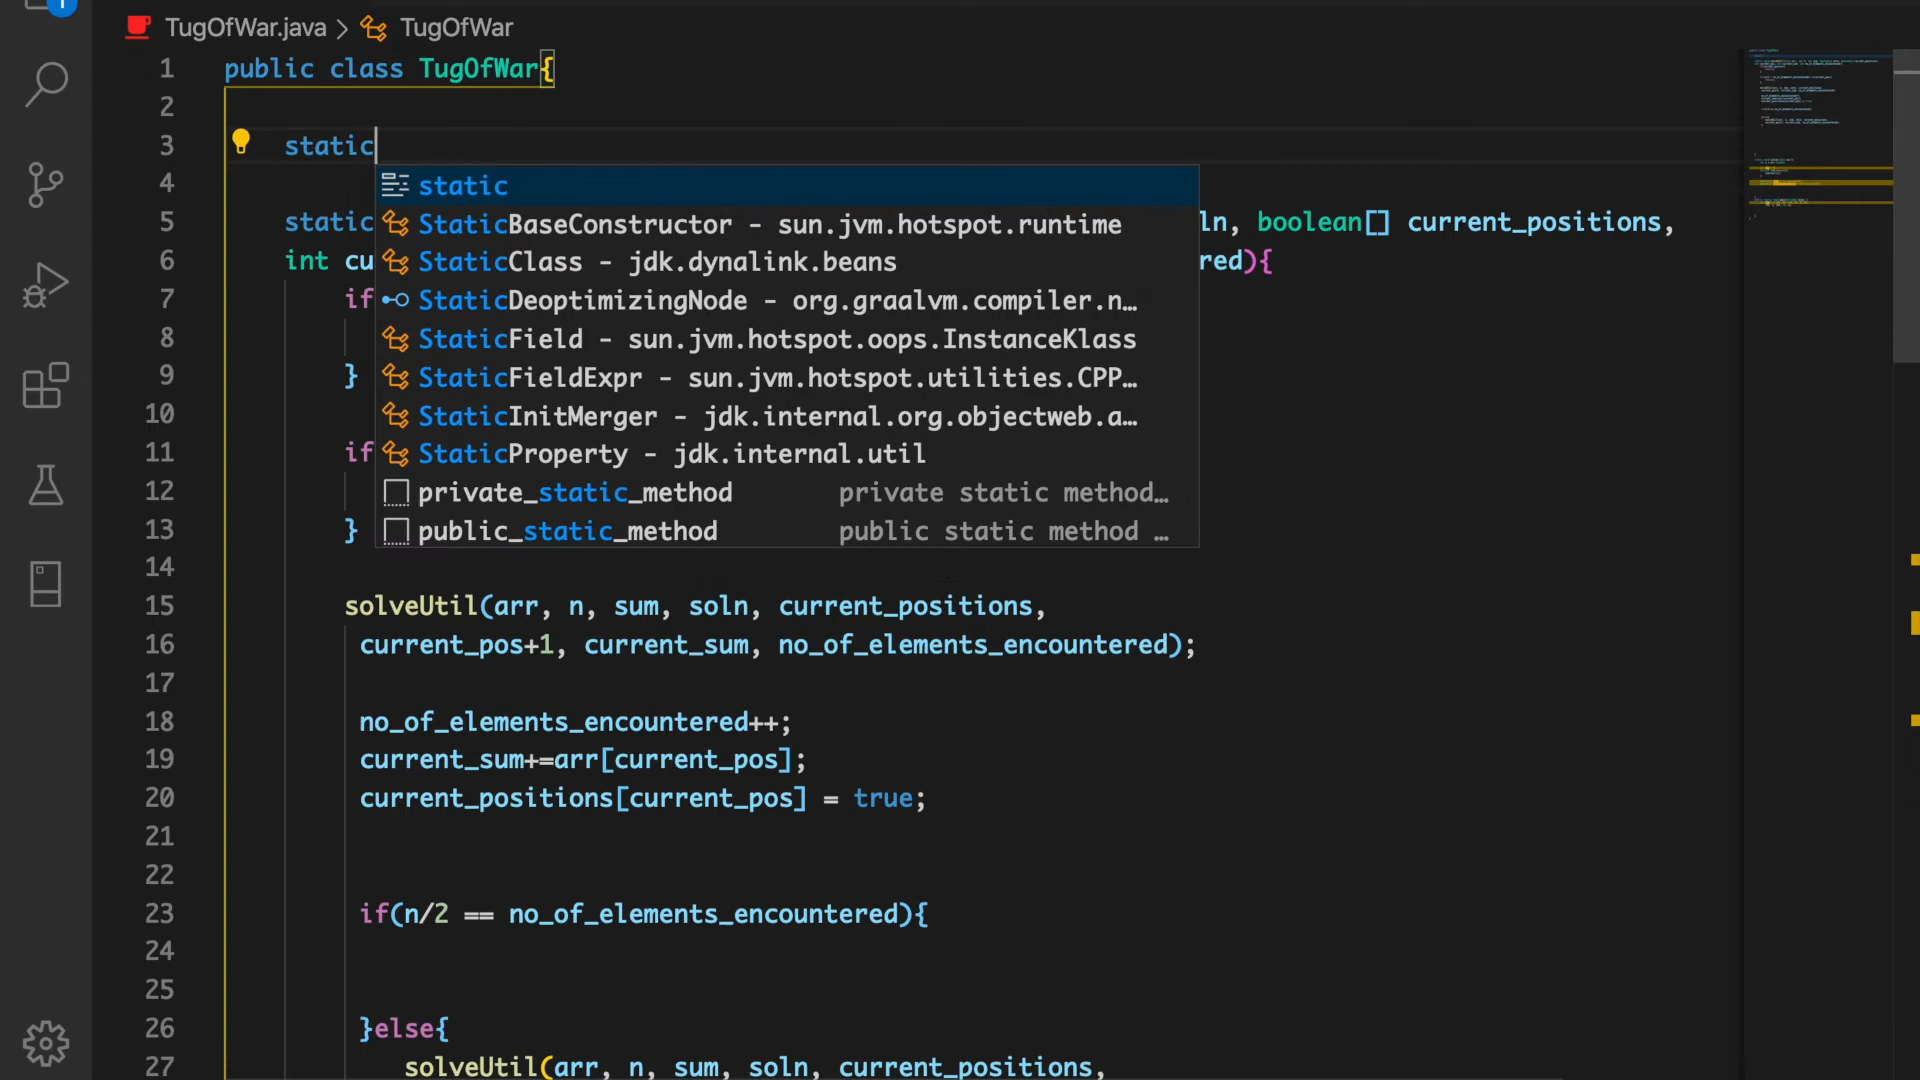 1
TugOfWar.java > TugOfWar
1 public class TugOfWar{
2
3 static
4
5 static ln, boolean[] current_positions,
6 int cu red){
7 if
8
9 }
10
11 if
12
13 }
14
static
StaticBaseConstructor - sun.jvm.hotspot.runtime
StaticClass - jdk.dynalink.beans
StaticDeoptimizingNode - org.graalvm.compiler.n…
StaticField - sun.jvm.hotspot.oops.InstanceKlass
StaticFieldExpr - sun.jvm.hotspot.utilities.CPP…
StaticInitMerger - jdk.internal.org.objectweb.a…
StaticProperty - jdk.internal.util
private_static_method private static method…
public_static_method public static method …
15 solveUtil(arr, n, sum, soln, current_positions,
16 current_pos+1, current_sum, no_of_elements_encountered);
17
18 no_of_elements_encountered++;
19 current_sum+=arr[current_pos];
20 current_positions[current_pos] = true;
21
22
23 if(n/2 == no_of_elements_encountered){
24
25
26 }else{
27 solveUtil(arr, n, sum, soln, current_positions,